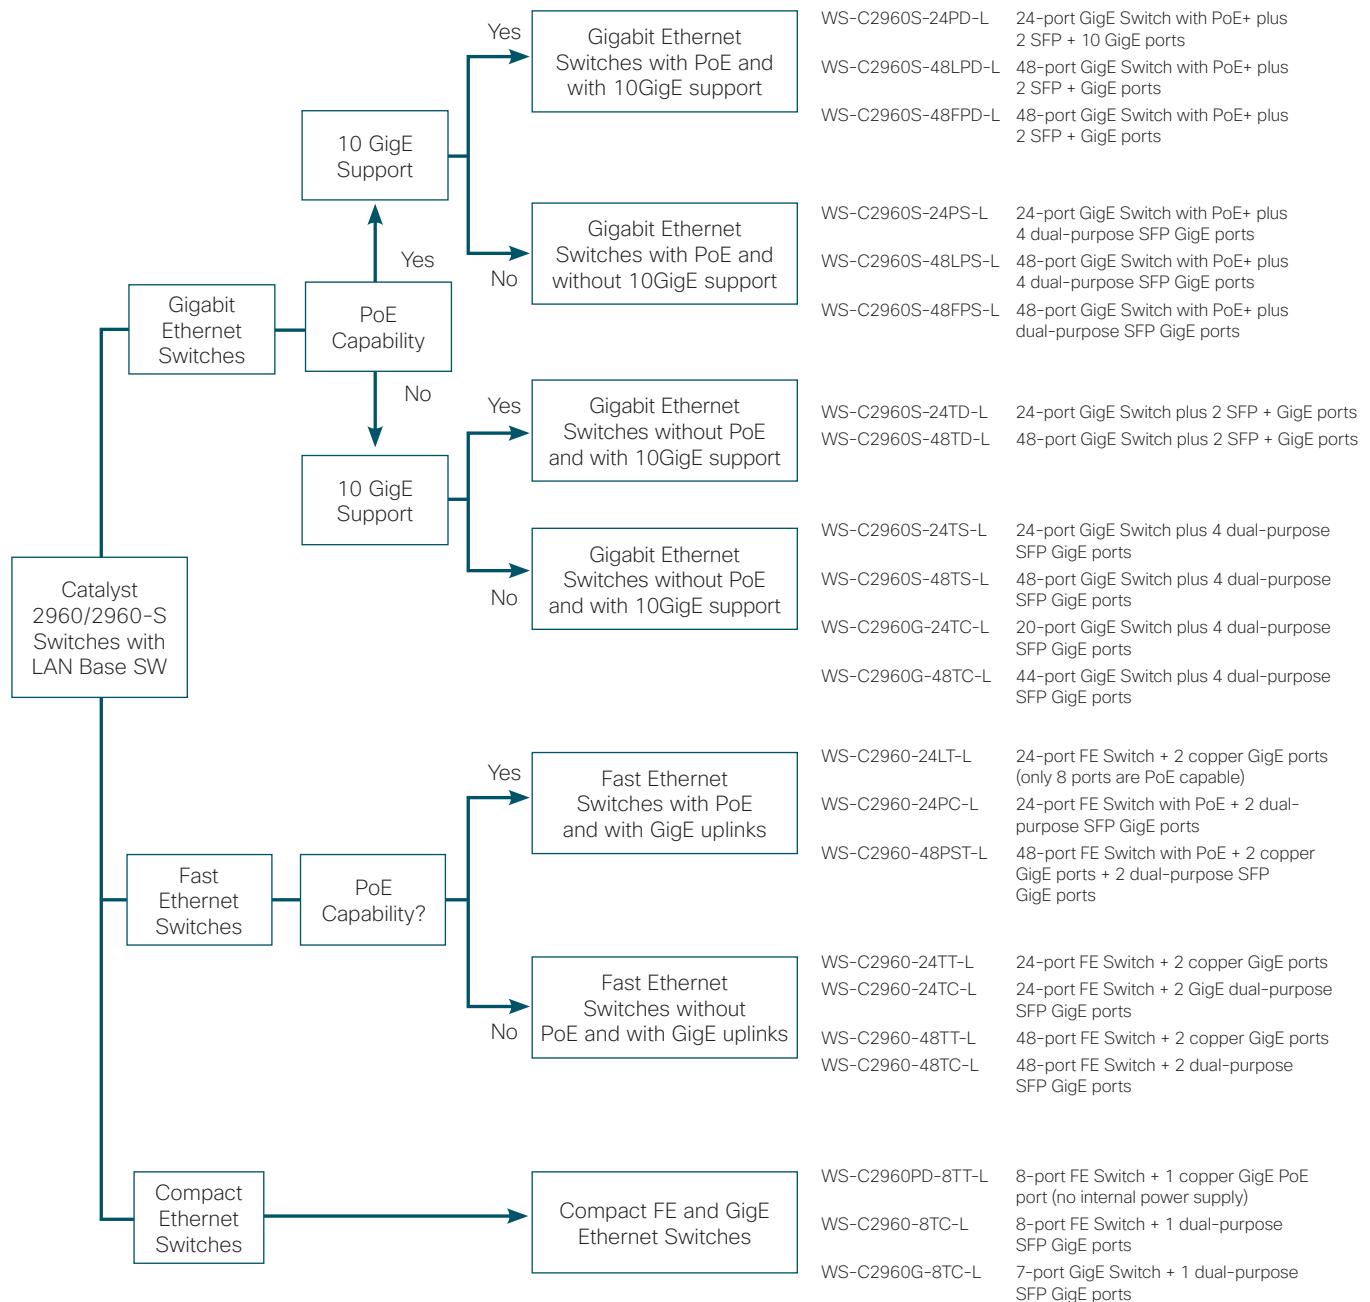 Catalyst
2960/2960-S
Switches with
LAN Base SW
Gigabit
Ethernet
Switches
PoE
Capability
Yes
No
10 GigE
Support
Yes
No
Gigabit Ethernet
Switches with PoE and
with 10GigE support
WS-C2960S-24PD-L 24-port GigE Switch with PoE+ plus
2 SFP + 10 GigE ports
WS-C2960S-48LPD-L 48-port GigE Switch with PoE+ plus
2 SFP + GigE ports
WS-C2960S-48FPD-L 48-port GigE Switch with PoE+ plus
2 SFP + GigE ports
Gigabit Ethernet
Switches with PoE and
without 10GigE support
WS-C2960S-24PS-L 24-port GigE Switch with PoE+ plus
4 dual-purpose SFP GigE ports
WS-C2960S-48LPS-L 48-port GigE Switch with PoE+ plus
4 dual-purpose SFP GigE ports
WS-C2960S-48FPS-L 48-port GigE Switch with PoE+ plus
dual-purpose SFP GigE ports
10 GigE
Support
Yes
No
Gigabit Ethernet
Switches without PoE
and with 10GigE support
WS-C2960S-24TD-L 24-port GigE Switch plus 2 SFP + GigE ports
WS-C2960S-48TD-L 48-port GigE Switch plus 2 SFP + GigE ports
Gigabit Ethernet
Switches without PoE
and with 10GigE support
WS-C2960S-24TS-L 24-port GigE Switch plus 4 dual-purpose
SFP GigE ports
WS-C2960S-48TS-L 48-port GigE Switch plus 4 dual-purpose
SFP GigE ports
WS-C2960G-24TC-L 20-port GigE Switch plus 4 dual-purpose
SFP GigE ports
WS-C2960G-48TC-L 44-port GigE Switch plus 4 dual-purpose
SFP GigE ports
Fast
Ethernet
Switches
PoE
Capability?
Yes
No
Fast Ethernet
Switches with PoE
and with GigE uplinks
WS-C2960-24LT-L 24-port FE Switch + 2 copper GigE ports
(only 8 ports are PoE capable)
WS-C2960-24PC-L 24-port FE Switch with PoE + 2 dual-
purpose SFP GigE ports
WS-C2960-48PST-L 48-port FE Switch with PoE + 2 copper
GigE ports + 2 dual-purpose SFP
GigE ports
Fast Ethernet
Switches without
PoE and with GigE uplinks
WS-C2960-24TT-L 24-port FE Switch + 2 copper GigE ports
WS-C2960-24TC-L 24-port FE Switch + 2 GigE dual-purpose
SFP GigE ports
WS-C2960-48TT-L 48-port FE Switch + 2 copper GigE ports
WS-C2960-48TC-L 48-port FE Switch + 2 dual-purpose
SFP GigE ports
Compact
Ethernet
Switches
Compact FE and GigE
Ethernet Switches
WS-C2960PD-8TT-L 8-port FE Switch + 1 copper GigE PoE
port (no internal power supply)
WS-C2960-8TC-L 8-port FE Switch + 1 dual-purpose
SFP GigE ports
WS-C2960G-8TC-L 7-port GigE Switch + 1 dual-purpose
SFP GigE ports